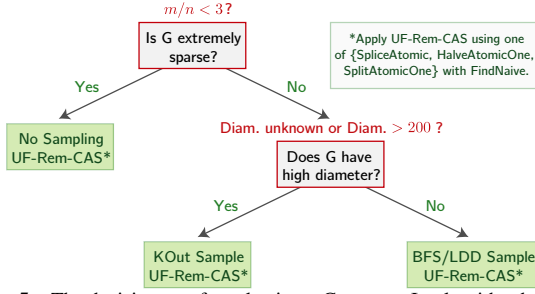 m/n < 3 ?
Is G extremely
sparse?
*Apply UF-Rem-CAS using one
of {SpliceAtomic, HalveAtomicOne,
SplitAtomicOne} with FindNaive.
Yes
No
No Sampling
UF-Rem-CAS*
Diam. unknown or Diam. > 200 ?
Does G have
high diameter?
Yes
No
KOut Sample
UF-Rem-CAS*
BFS/LDD Sample
UF-Rem-CAS*